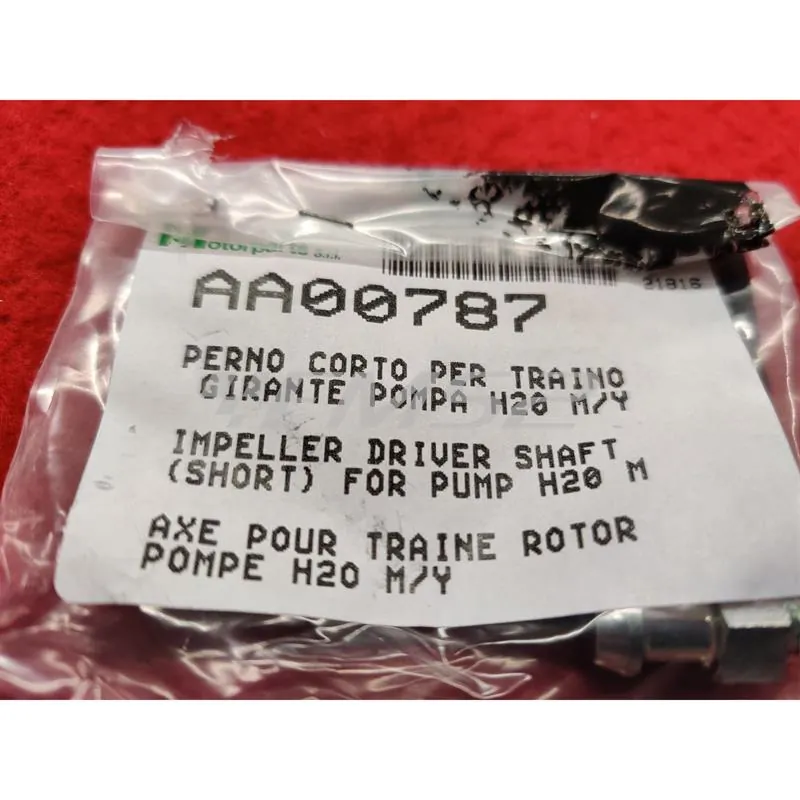 Motorparts s.r.l.
21816
AA00787
PERNO CORTO PER TRAINO
GIRANTE POMPA H20 M/Y
IMPELLER DRIVER SHAFT
(SHORT) FOR PUMP H20 M
AXE POUR TRAINE ROTOR
POMPE H20 M/Y